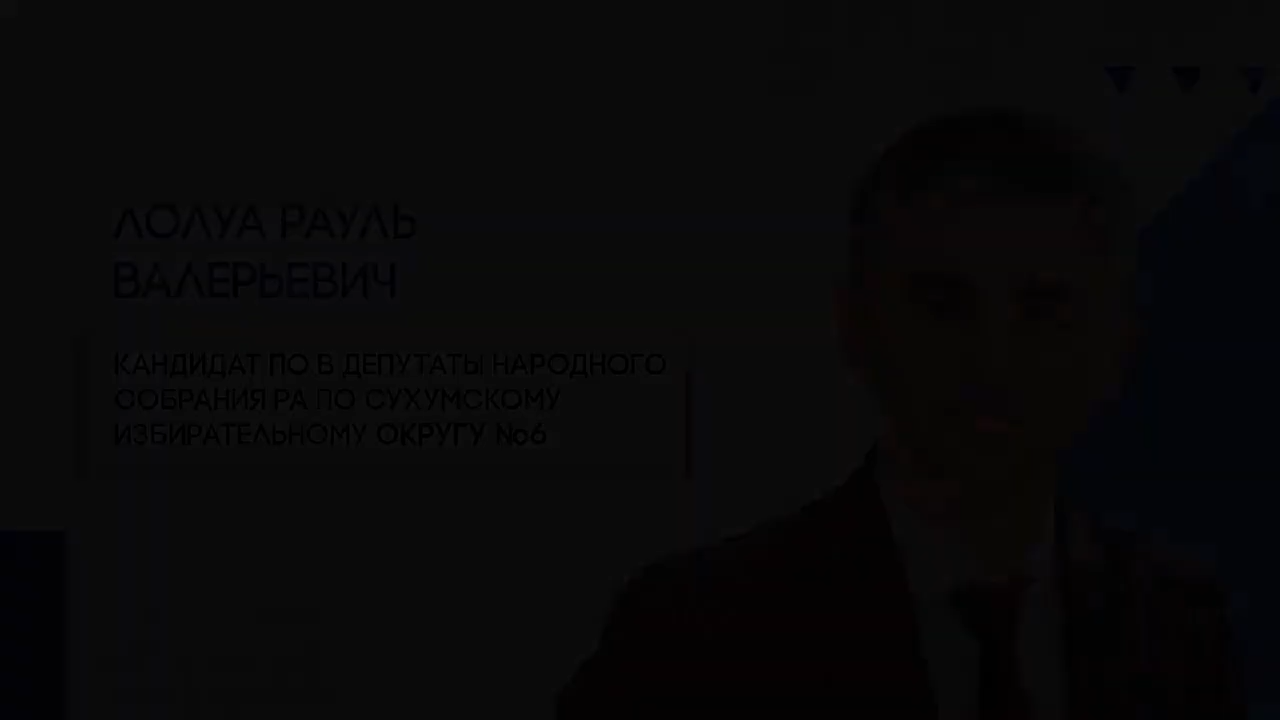 ЛОЛУА РАУЛЬ
ВАЛЕРЬЕВИЧ
КАНДИДАТ ПО В ДЕПУТАТЫ НАРОДНОГО
СОБРАНИЯ РА ПО СУХУМСКОМУ
ИЗБИРАТЕЛЬНОМУ ОКРУГУ №6